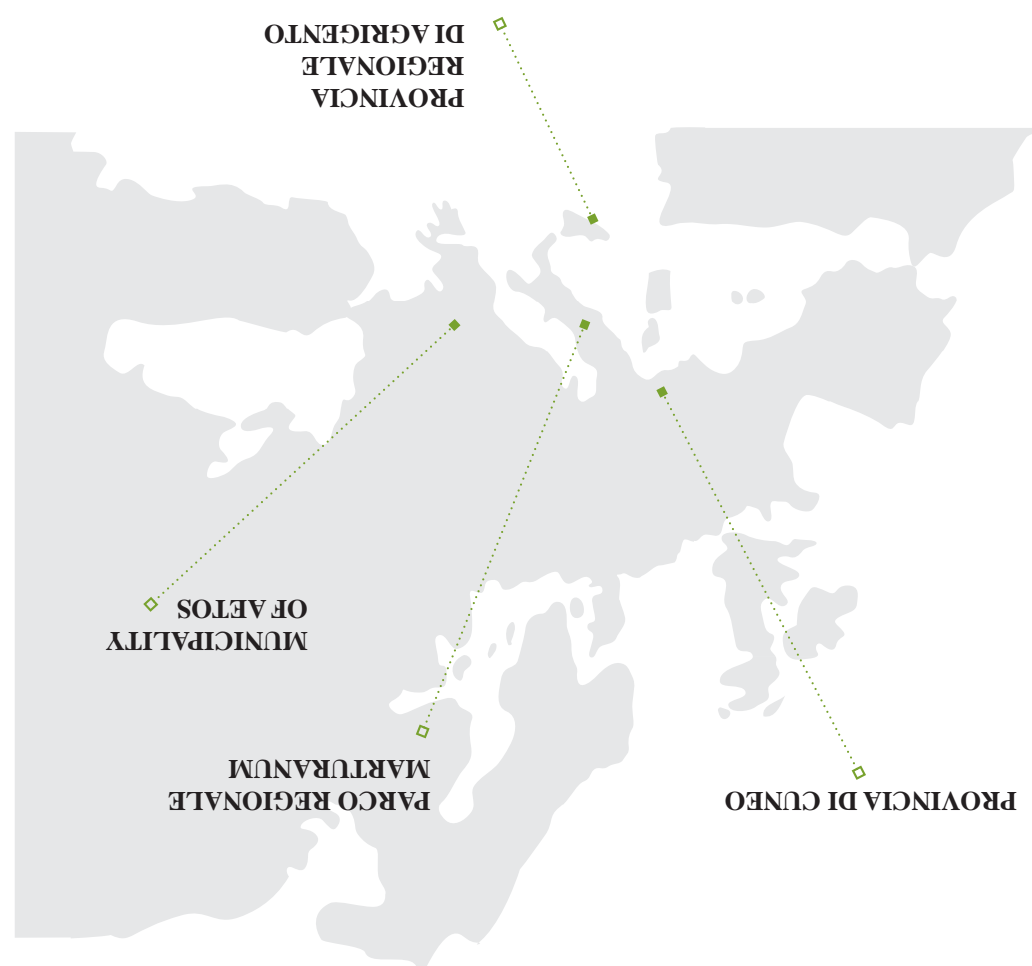 PROVINCIA DI CUNEO
PARCO REGIONALE
MARTURANUM
MUNICIPALITY
OF AETOS
PROVINCIA
REGIONALE
DI AGRIGENTO